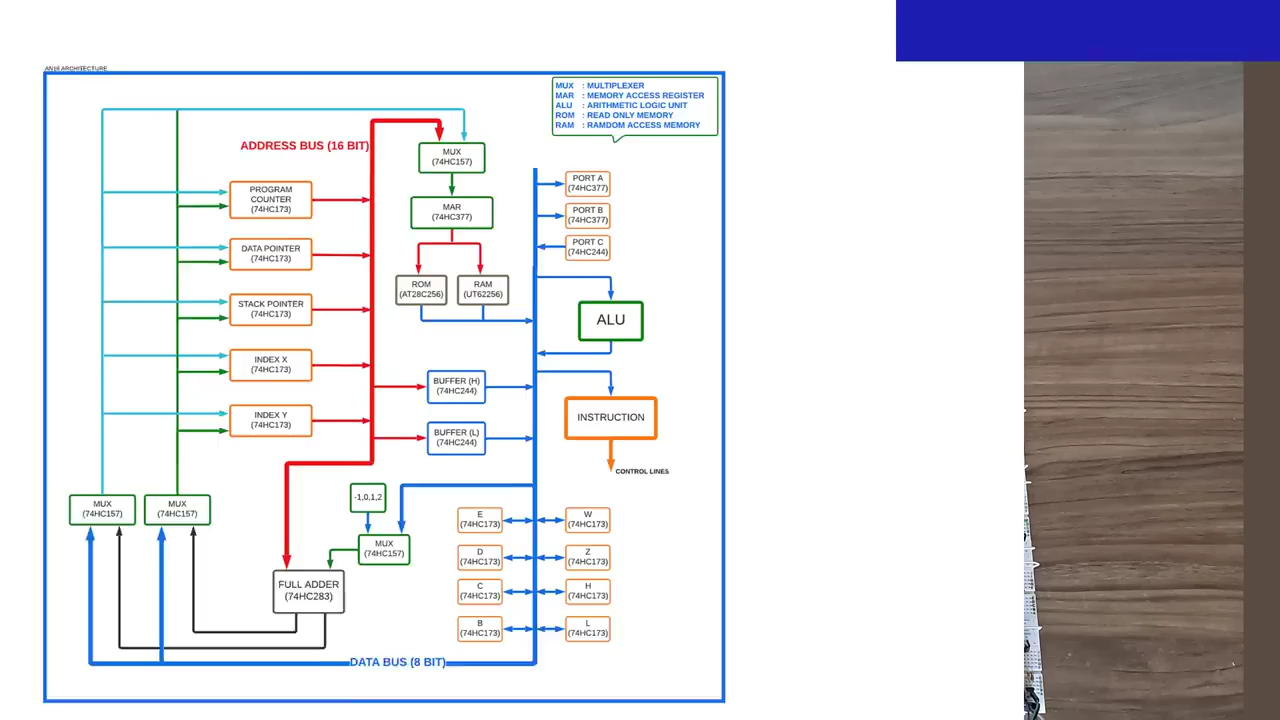 AN16 ARCHITECTURE
MUX : MULTIPLEXER
MAR : MEMORY ACCESS REGISTER
ALU : ARITHMETIC LOGIC UNIT
ROM : READ ONLY MEMORY
RAM : RAMDOM ACCESS MEMORY
ADDRESS BUS (16 BIT)
MUX
(74HC157)
MAR
(74HC377)
ROM
(AT28C256)
RAM
(UT62256)
PROGRAM
COUNTER
(74HC173)
DATA POINTER
(74HC173)
STACK POINTER
(74HC173)
INDEX X
(74HC173)
INDEX Y
(74HC173)
PORT A
(74HC377)
PORT B
(74HC377)
PORT C
(74HC244)
ALU
BUFFER (H)
(74HC244)
BUFFER (L)
(74HC244)
INSTRUCTION
CONTROL LINES
MUX
(74HC157)
MUX
(74HC157)
-1,0,1,2
MUX
(74HC157)
FULL ADDER
(74HC283)
E
(74HC173)
W
(74HC173)
D
(74HC173)
Z
(74HC173)
C
(74HC173)
H
(74HC173)
B
(74HC173)
L
(74HC173)
DATA BUS (8 BIT)